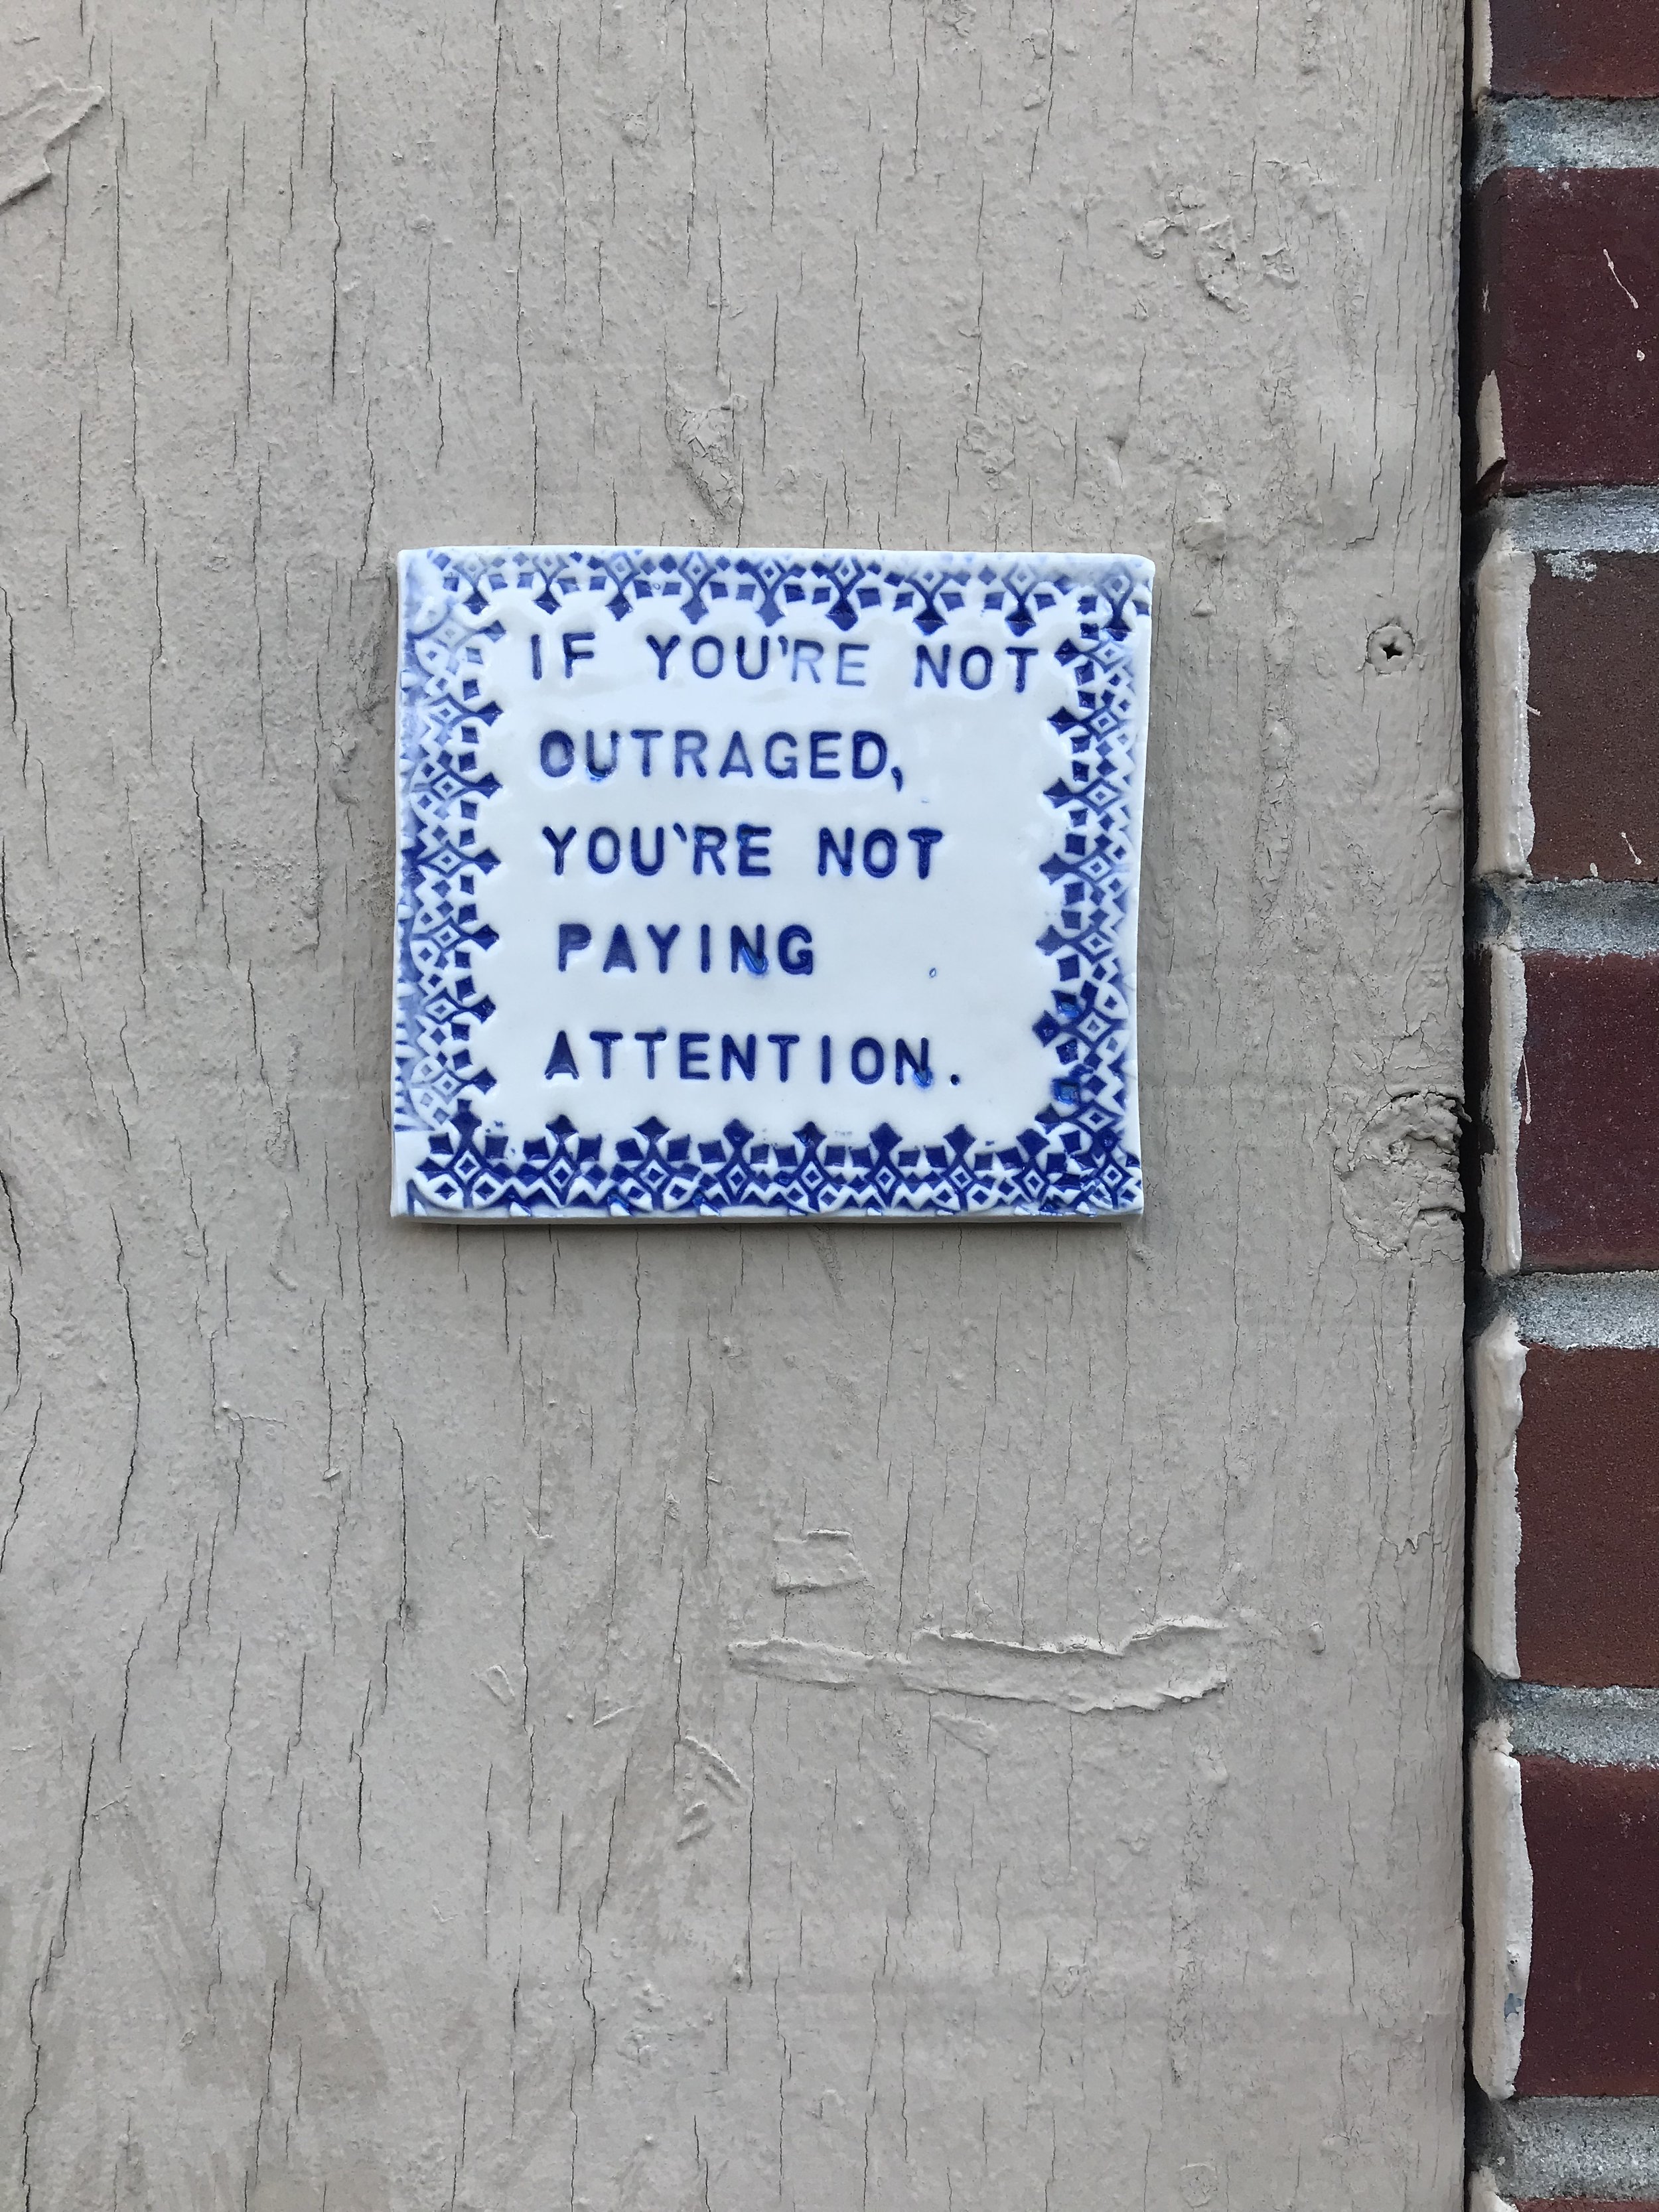 IF YOU'RE NOT
OUTRAGED,
YOU'RE NOT
PAYING
ATTENTION.